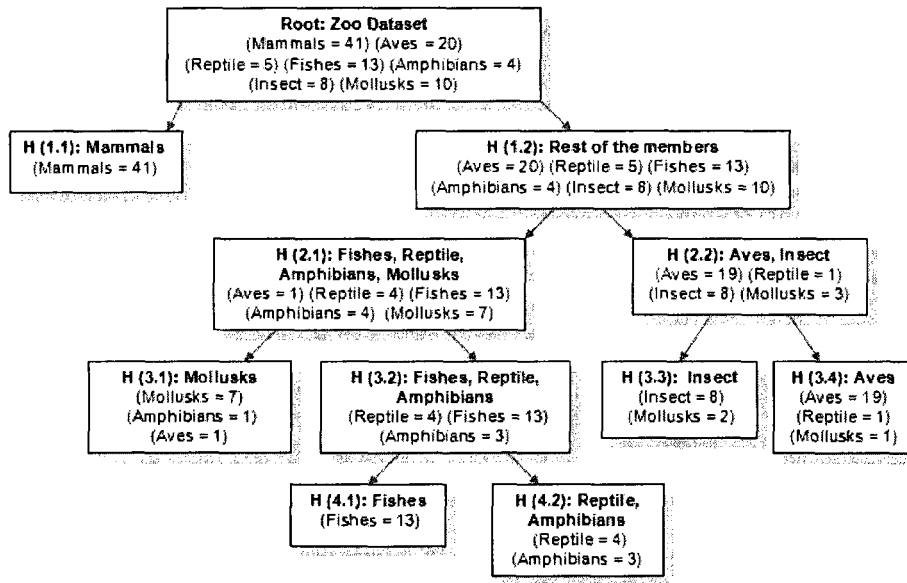 Root: Zoo Dataset
(Mammals = 41) (Aves = 20)
(Reptile = 5) (Fishes = 13) (Amphibians = 4)
(Insect = 8) (Mollusks = 10)
H (1.1): Mammals
(Mammals = 41)
H (1.2): Rest of the members
(Aves = 20) (Reptile = 5) (Fishes = 13)
(Amphibians = 4) (Insect = 8) (Mollusks = 10)
H (2.1): Fishes, Reptile,
Amphibians, Mollusks
(Aves = 1) (Reptile = 4) (Fishes = 13)
(Amphibians = 4) (Mollusks = 7)
H (2.2): Aves, Insect
(Aves = 19) (Reptile = 1)
(Insect = 8) (Mollusks = 3)
H (3.1): Mollusks
(Mollusks = 7)
(Amphibians = 1)
(Aves = 1)
H (3.2): Fishes, Reptile,
Amphibians
(Reptile = 4) (Fishes = 13)
(Amphibians = 3)
H (3.3): Insect
(Insect = 8)
(Mollusks = 2)
H (3.4): Aves
(Aves = 19)
(Reptile = 1)
(Mollusks = 1)
H (4.1): Fishes
(Fishes = 13)
H (4.2): Reptile,
Amphibians
(Reptile = 4)
(Amphibians = 3)